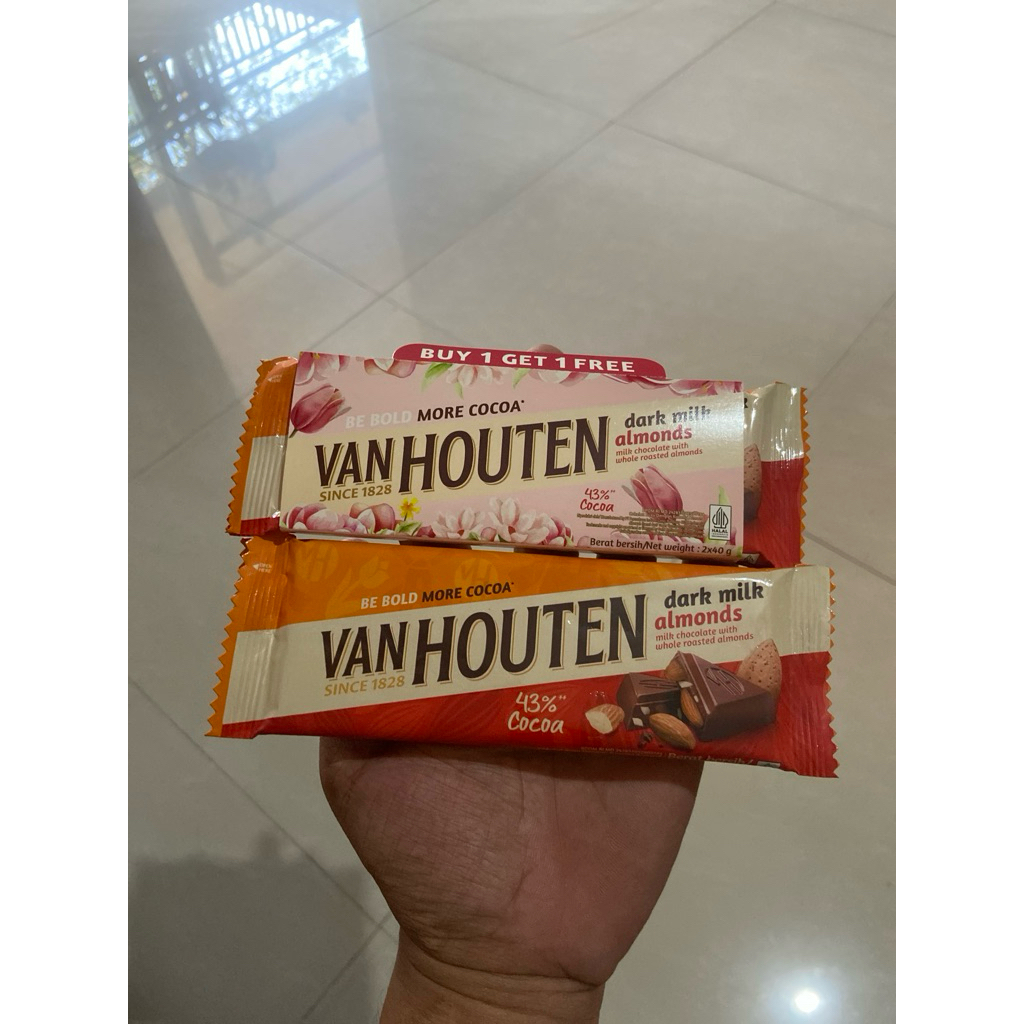 BUY 1 GET 1 FREE
BE BOLD MORE COCOA*
VAN HOUTEN
SINCE 1828
dark milk
almonds
milk chocolate with
whole roasted almonds
43%**
Cocoa
HALAL
Berat bersih/Net weight : 2x40 g
BE BOLD MORE COCOA*
VAN HOUTEN
SINCE 1828
dark milk
almonds
milk chocolate with
whole roasted almonds
43%**
Cocoa